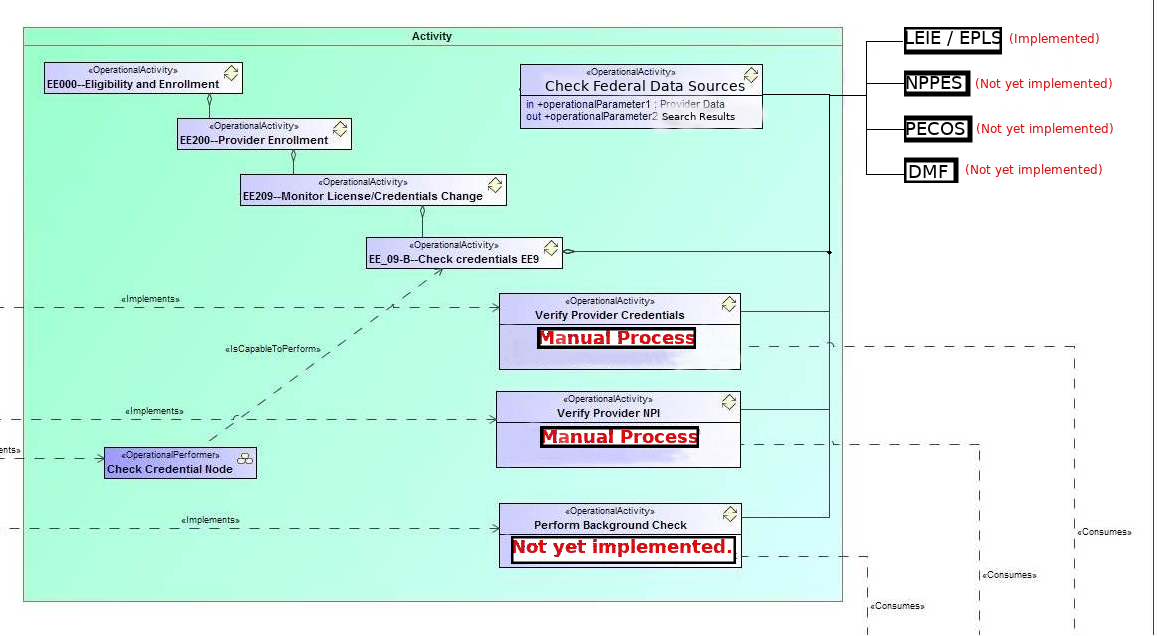 Activity
«OperationalActivity»
EE000--Eligibility and Enrollment
«OperationalActivity»
EE200--Provider Enrollment
«OperationalActivity»
EE209--Monitor License/Credentials Change
«OperationalActivity»
EE_09-B--Check credentials EE9
«OperationalActivity»
Check Federal Data Sources
in +operationalParameter1 : Provider Data
out +operationalParameter2 Search Results
LEIE / EPLS (Implemented)
NPPES (Not yet implemented)
PECOS (Not yet implemented)
DMF (Not yet implemented)
«Implements»
«OperationalActivity»
Verify Provider Credentials
Manual Process
«IsCapableToPerform»
«Implements»
«OperationalActivity»
Verify Provider NPI
Manual Process
ents»
«OperationalPerformer»
Check Credential Node
«Implements»
«OperationalActivity»
Perform Background Check
Not yet implemented.
«Consumes»
«Consumes»
«Consumes»